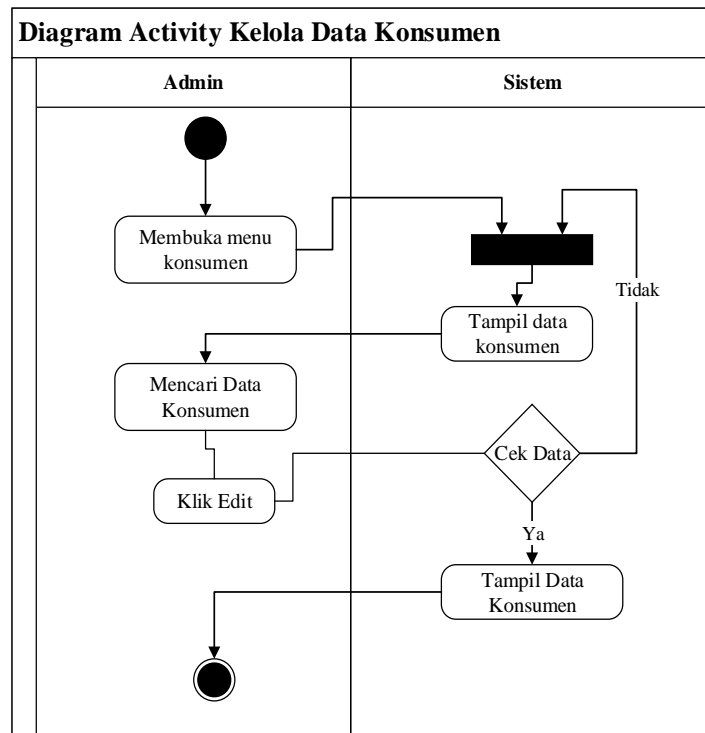 Diagram Activity Kelola Data Konsumen
Admin
Sistem
Membuka menu
konsumen
Tidak
Tampil data
konsumen
Mencari Data
Konsumen
Cek Data
Klik Edit
Ya
Tampil Data
Konsumen